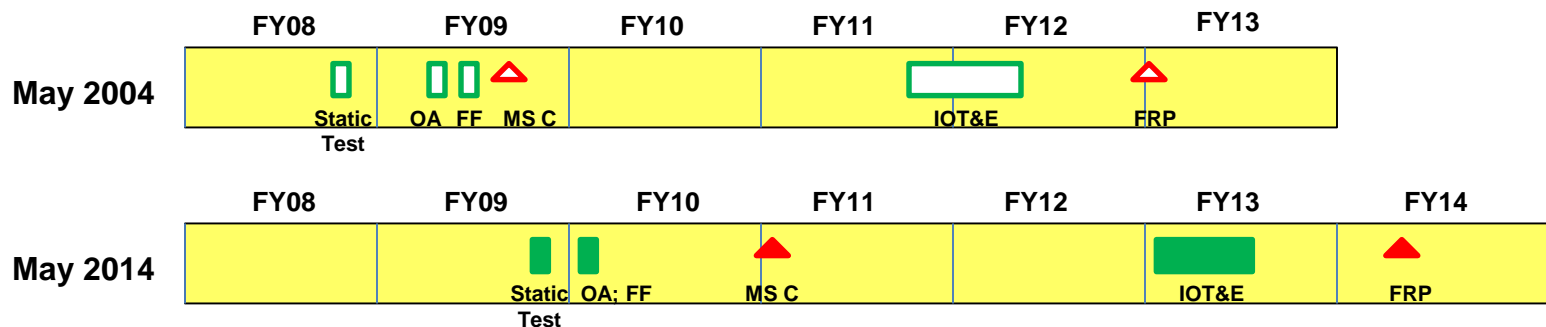 FY08 FY09 FY10 FY11 FY12 FY13
May 2004
Static OA FF MS C IOT&E FRP
Test
FY08 FY09 FY10 FY11 FY12 FY13 FY14
May 2014
Static OA; FF MS C IOT&E FRP
Test